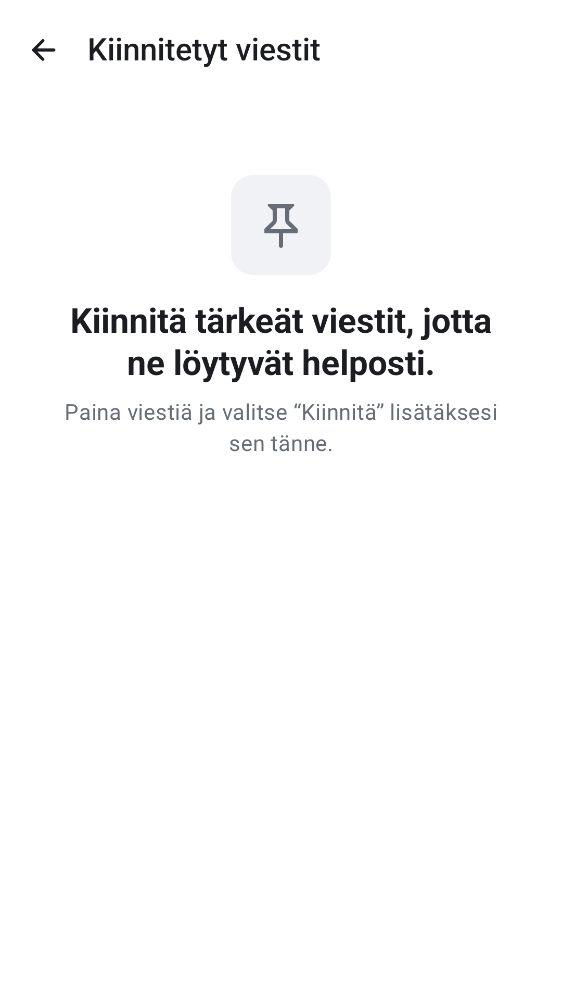 Kiinnitetyt viestit
Kiinnitä tärkeät viestit, jotta
ne löytyvät helposti.
Paina viestiä ja valitse “Kiinnitä” lisätäksesi
sen tänne.